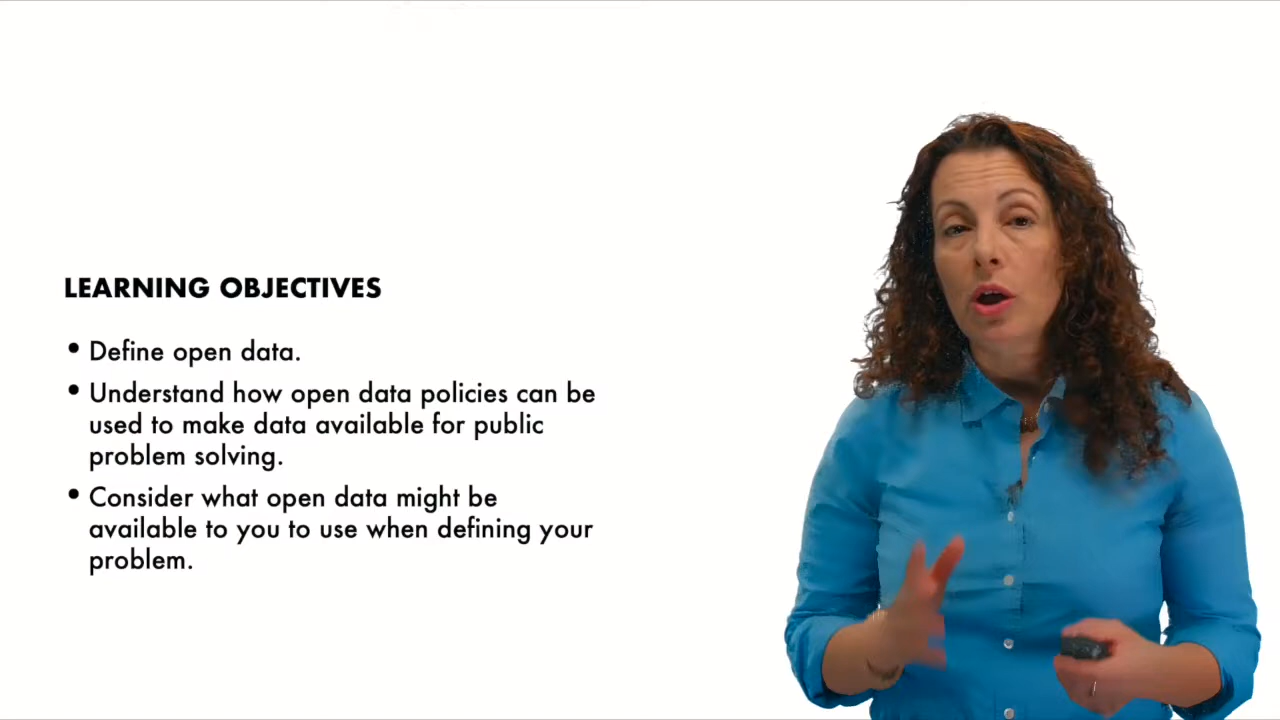 LEARNING OBJECTIVES
• Define open data.
• Understand how open data policies can be
used to make data available for public
problem solving.
• Consider what open data might be
available to you to use when defining your
problem.